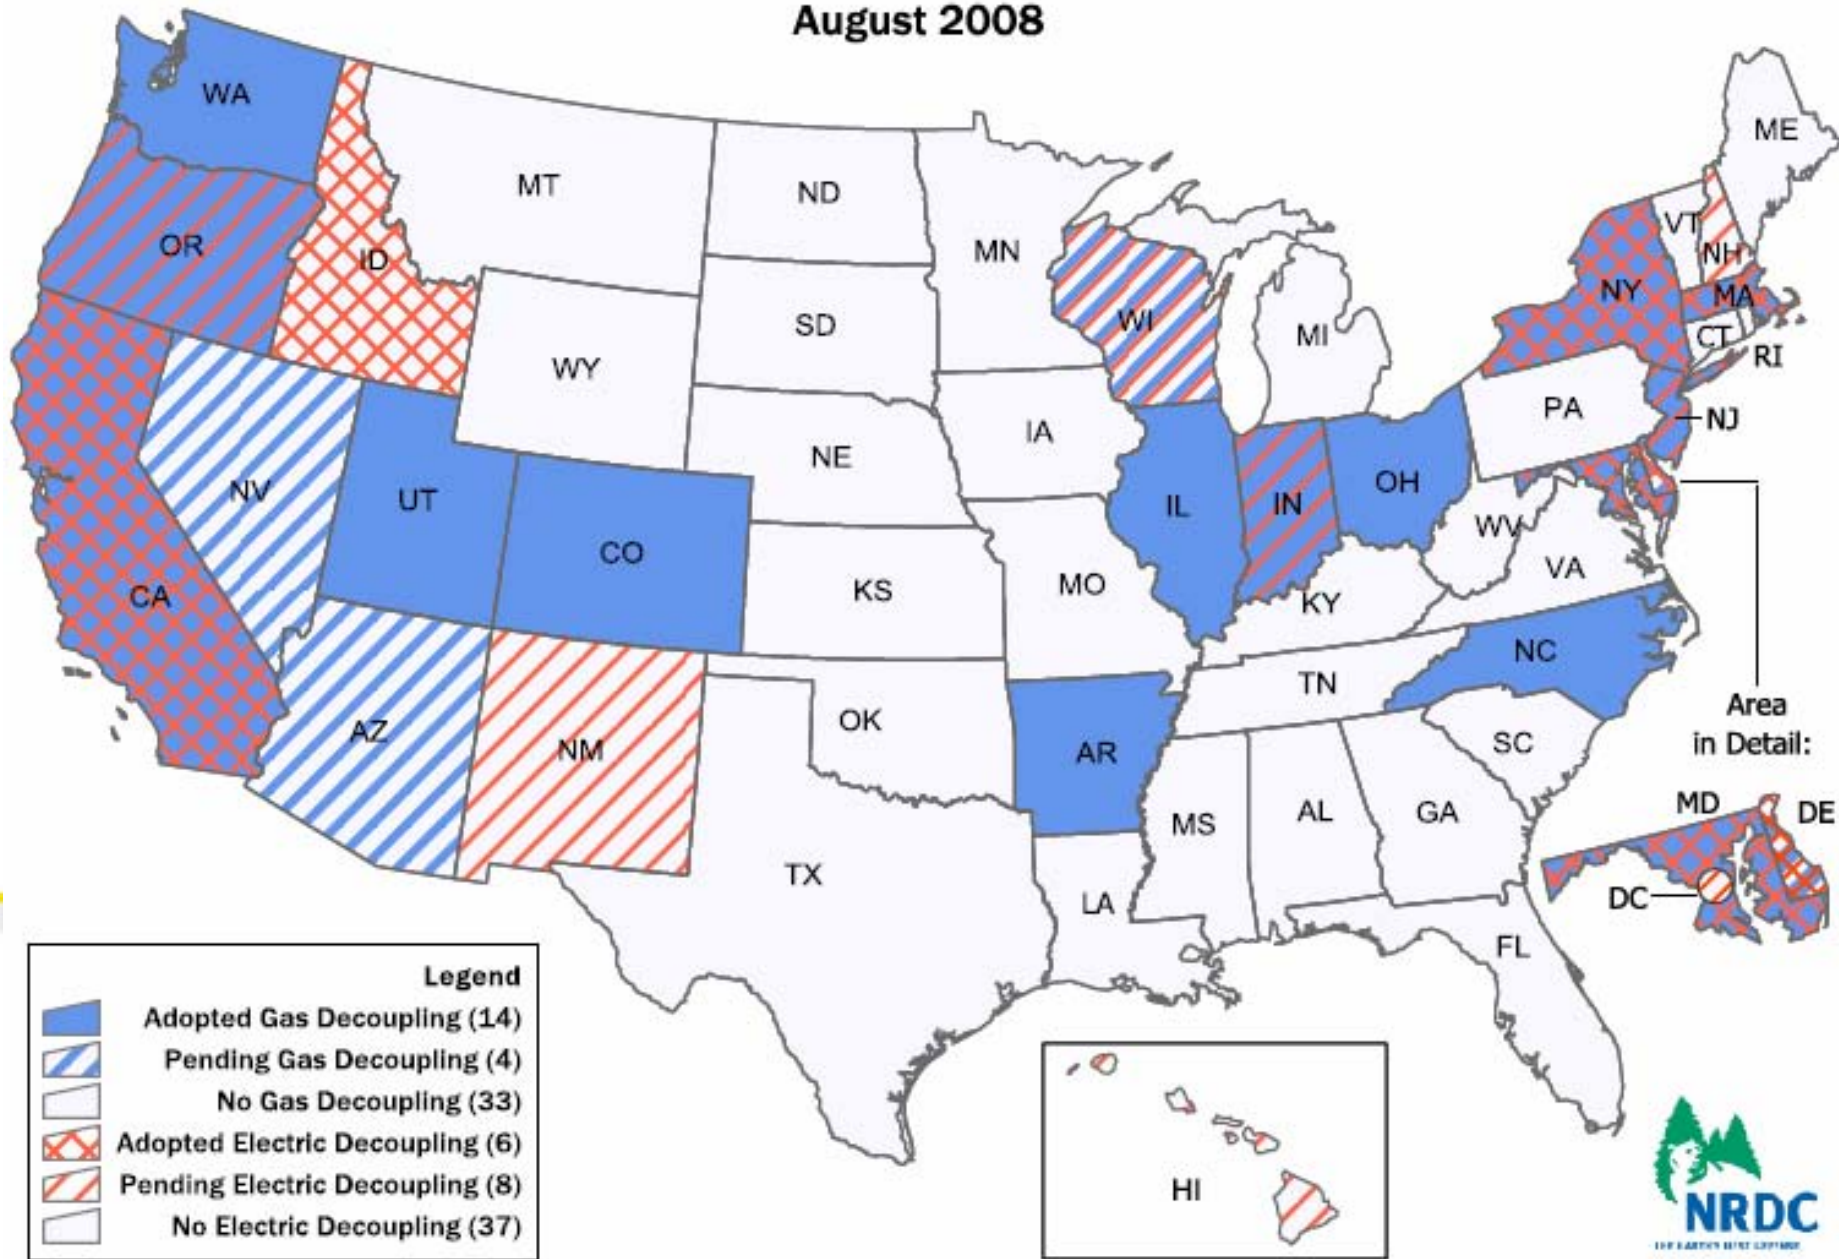 August 2008
WA
ME
MT
ND
VT
OR
MN
NH
ID
NY
MA
WI
SD
MI
CT
RI
WY
PA
NJ
IA
NE
OH
NV
UT
IL
IN
CO
WV
VA
KS
MO
CA
KY
NC
TN
OK
AZ
NM
AR
SC
Area
in Detail:
MS
AL
GA
MD
DE
TX
DC
LA
FL
Legend
Adopted Gas Decoupling (14)
Pending Gas Decoupling (4)
No Gas Decoupling (33)
Adopted Electric Decoupling (6)
Pending Electric Decoupling (8)
No Electric Decoupling (37)
HI
NRDC
THE EARTH'S BEST DEFENSE